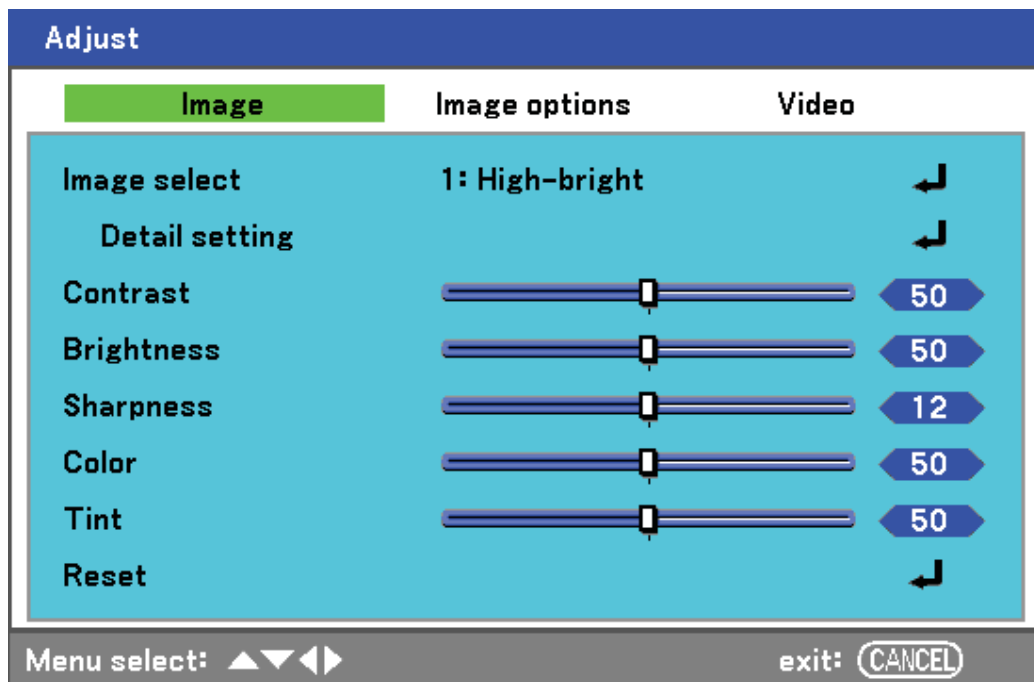 Adjust
Image Image options Video
Image select 1: High-bright
Detail setting
Contrast 50
Brightness 50
Sharpness 12
Color 50
Tint 50
Reset
Menu select: ▲▼◀▶ exit: CANCEL